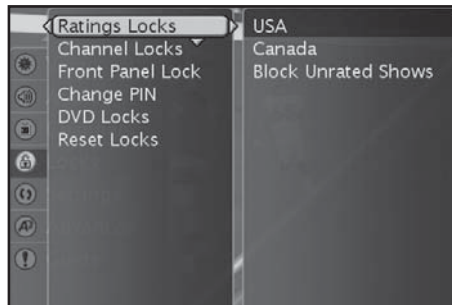 Ratings Locks
Channel Locks
Front Panel Lock
Change PIN
DVD Locks
Reset Locks
USA
Canada
Block Unrated Shows